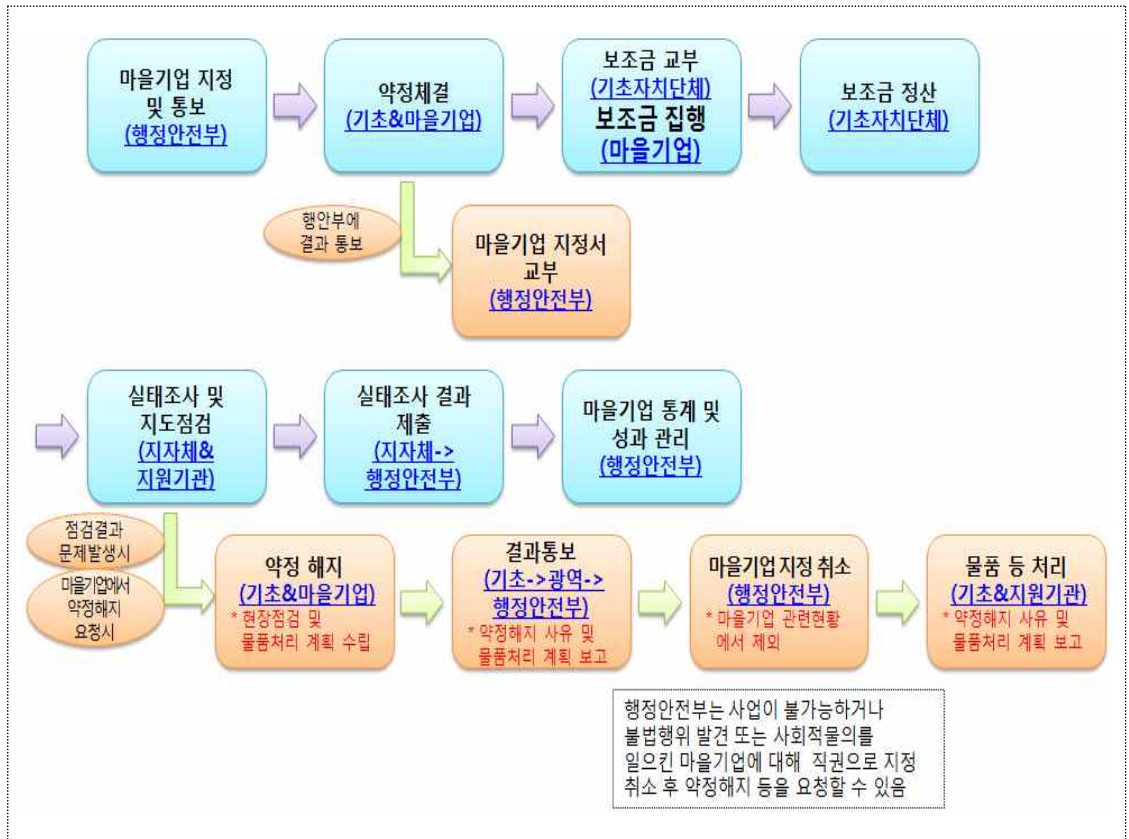 마을기업 지정
및 통보
(행정안전부)
약정체결
(기초&마을기업)
보조금 교부
(기초자치단체)
보조금 집행
(마을기업)
보조금 정산
(기초자치단체)
행안부에
결과 통보
마을기업 지정서
교부
(행정안전부)
실태조사 및
지도점검
(지자체&
지원기관)
실태조사 결과
제출
(지자체->
행정안전부)
마을기업 통계 및
성과 관리
(행정안전부)
점검결과
문제발생시
마을기업에서
약정해지
요청시
약정 해지
(기초&마을기업)
* 현장점검 및
물품처리 계획 수립
결과통보
(기초->광역->
행정안전부)
* 약정해지 사유 및
물품처리 계획 보고
마을기업 지정 취소
(행정안전부)
* 마을기업 관련현황
에서 제외
물품 등 처리
(기초&지원기관)
* 약정해지 사유 및
물품처리 계획 보고
행정안전부는 사업이 불가능하거나
불법행위 발견 또는 사회적물의를
일으킨 마을기업에 대해 직권으로 지정
취소 후 약정해지 등을 요청할 수 있음